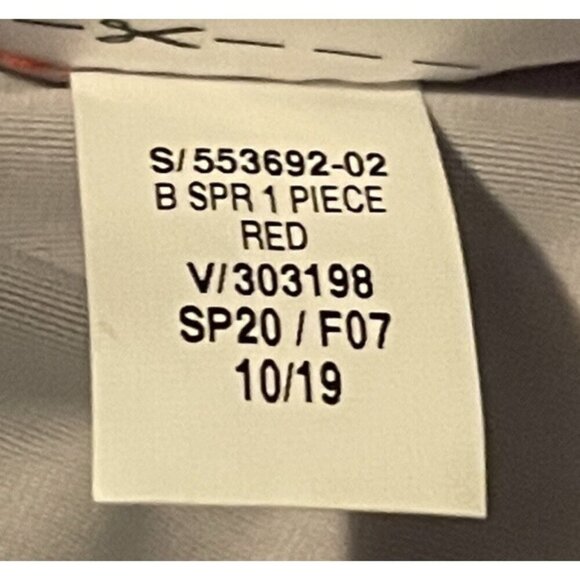 S/553692-02
B SPR 1 PIECE
RED
V/303198
SP20 / F07
10/19